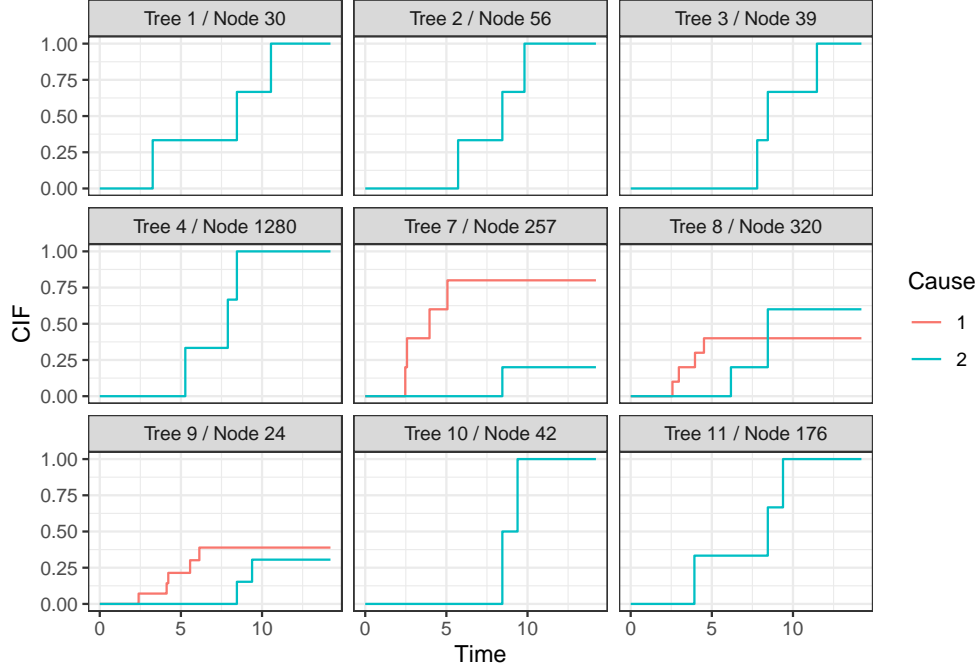 Tree 1 / Node 30
Tree 2 / Node 56
Tree 3 / Node 39
1.00
0.75
0.50
0.25
0.00
Tree 4 / Node 1280
Tree 7 / Node 257
Tree 8 / Node 320
1.00
0.75
0.50
0.25
0.00
CIF
Cause
1
2
Tree 9 / Node 24
Tree 10 / Node 42
Tree 11 / Node 176
1.00
0.75
0.50
0.25
0.00
0 5 10
0 5 10
0 5 10
Time